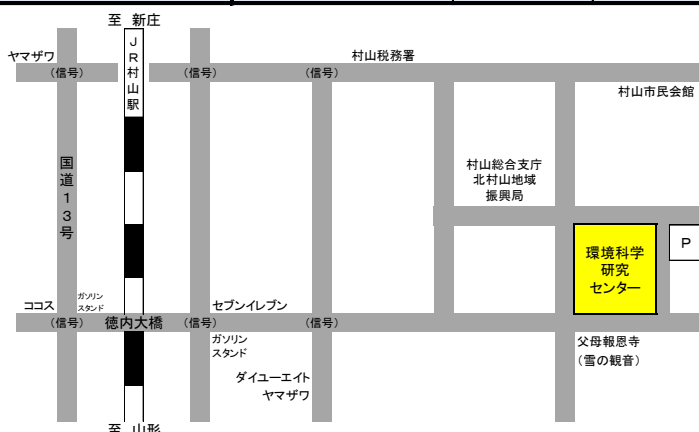 至 新庄
JR村山駅
ヤマザワ
村山税務署
(信号)
(信号)
(信号)
村山市民会館
国道13号
村山総合支庁
北村山地域
振興局
P
環境科学
研究
センター
ココス
ガソリン
スタンド
セブンイレブン
(信号)
徳内大橋
(信号)
(信号)
ガソリン
スタンド
父母報恩寺
(雪の観音)
ダイユーエイト
ヤマザワ
至 山形